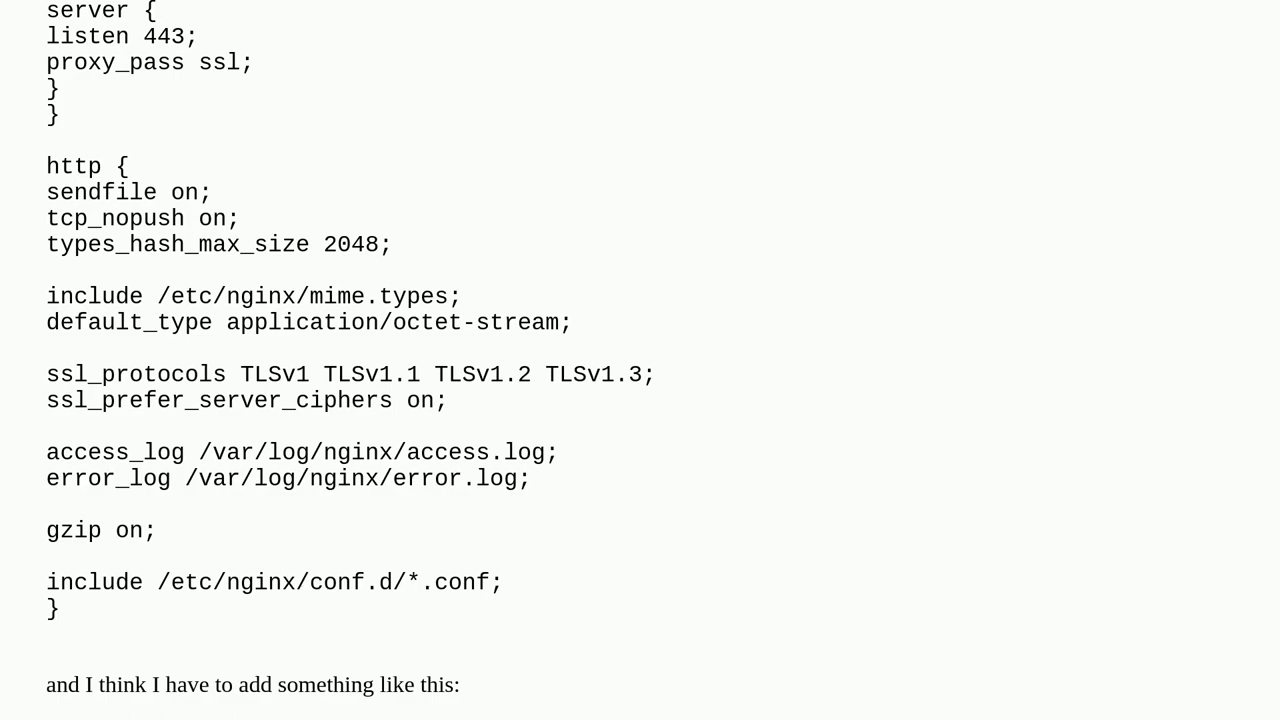 server {
listen 443;
proxy_pass ssl;
}
}
http {
sendfile on;
tcp_nopush on;
types_hash_max_size 2048;
include /etc/nginx/mime.types;
default_type application/octet-stream;
ssl_protocols TLSv1 TLSv1.1 TLSv1.2 TLSv1.3;
ssl_prefer_server_ciphers on;
access_log /var/log/nginx/access.log;
error_log /var/log/nginx/error.log;
gzip on;
include /etc/nginx/conf.d/*.conf;
}
and I think I have to add something like this: